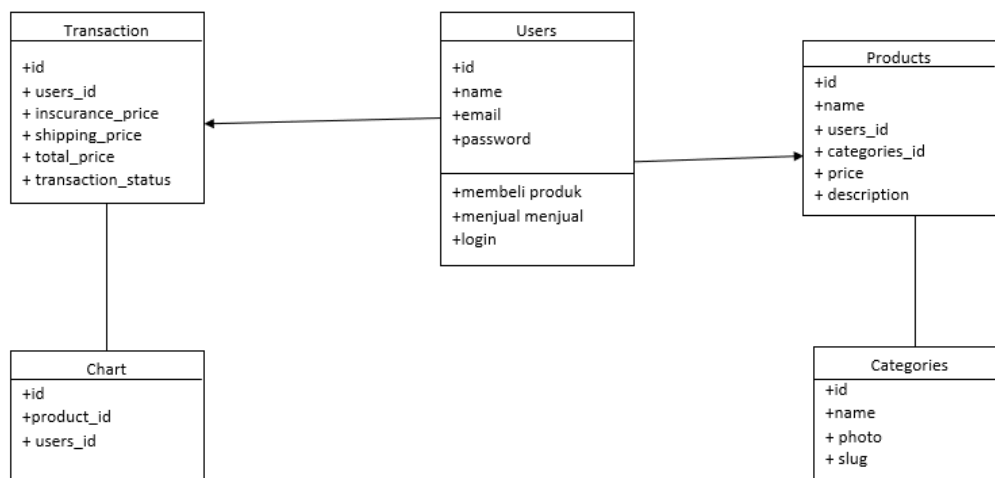 Transaction
+id
+ users_id
+ inscurance_price
+ shipping_price
+ total_price
+ transaction_status
Users
+id
+name
+email
+password
+membeli produk
+menjual menjual
+login
Products
+id
+name
+ users_id
+ categories_id
+ price
+ description
Chart
+id
+product_id
+ users_id
Categories
+id
+name
+ photo
+ slug